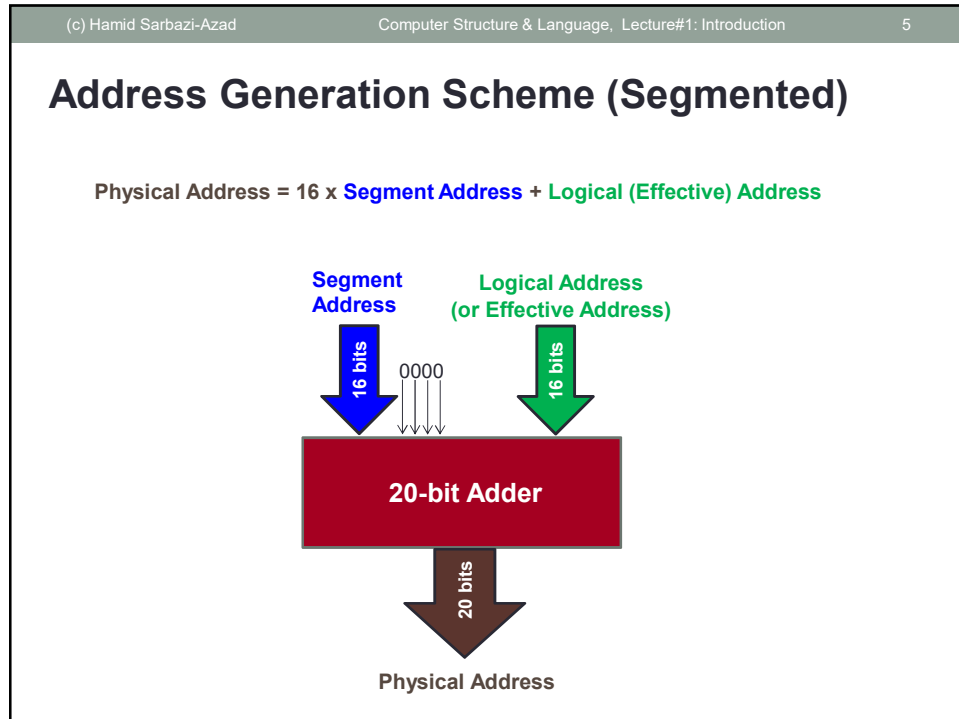 (c) Hamid Sarbazi-Azad Computer Structure & Language, Lecture#1: Introduction 5
Address Generation Scheme (Segmented)
Physical Address = 16 x Segment Address + Logical (Effective) Address
Segment
Address
Logical Address
(or Effective Address)
16 bits
0000
16 bits
20-bit Adder
20 bits
Physical Address